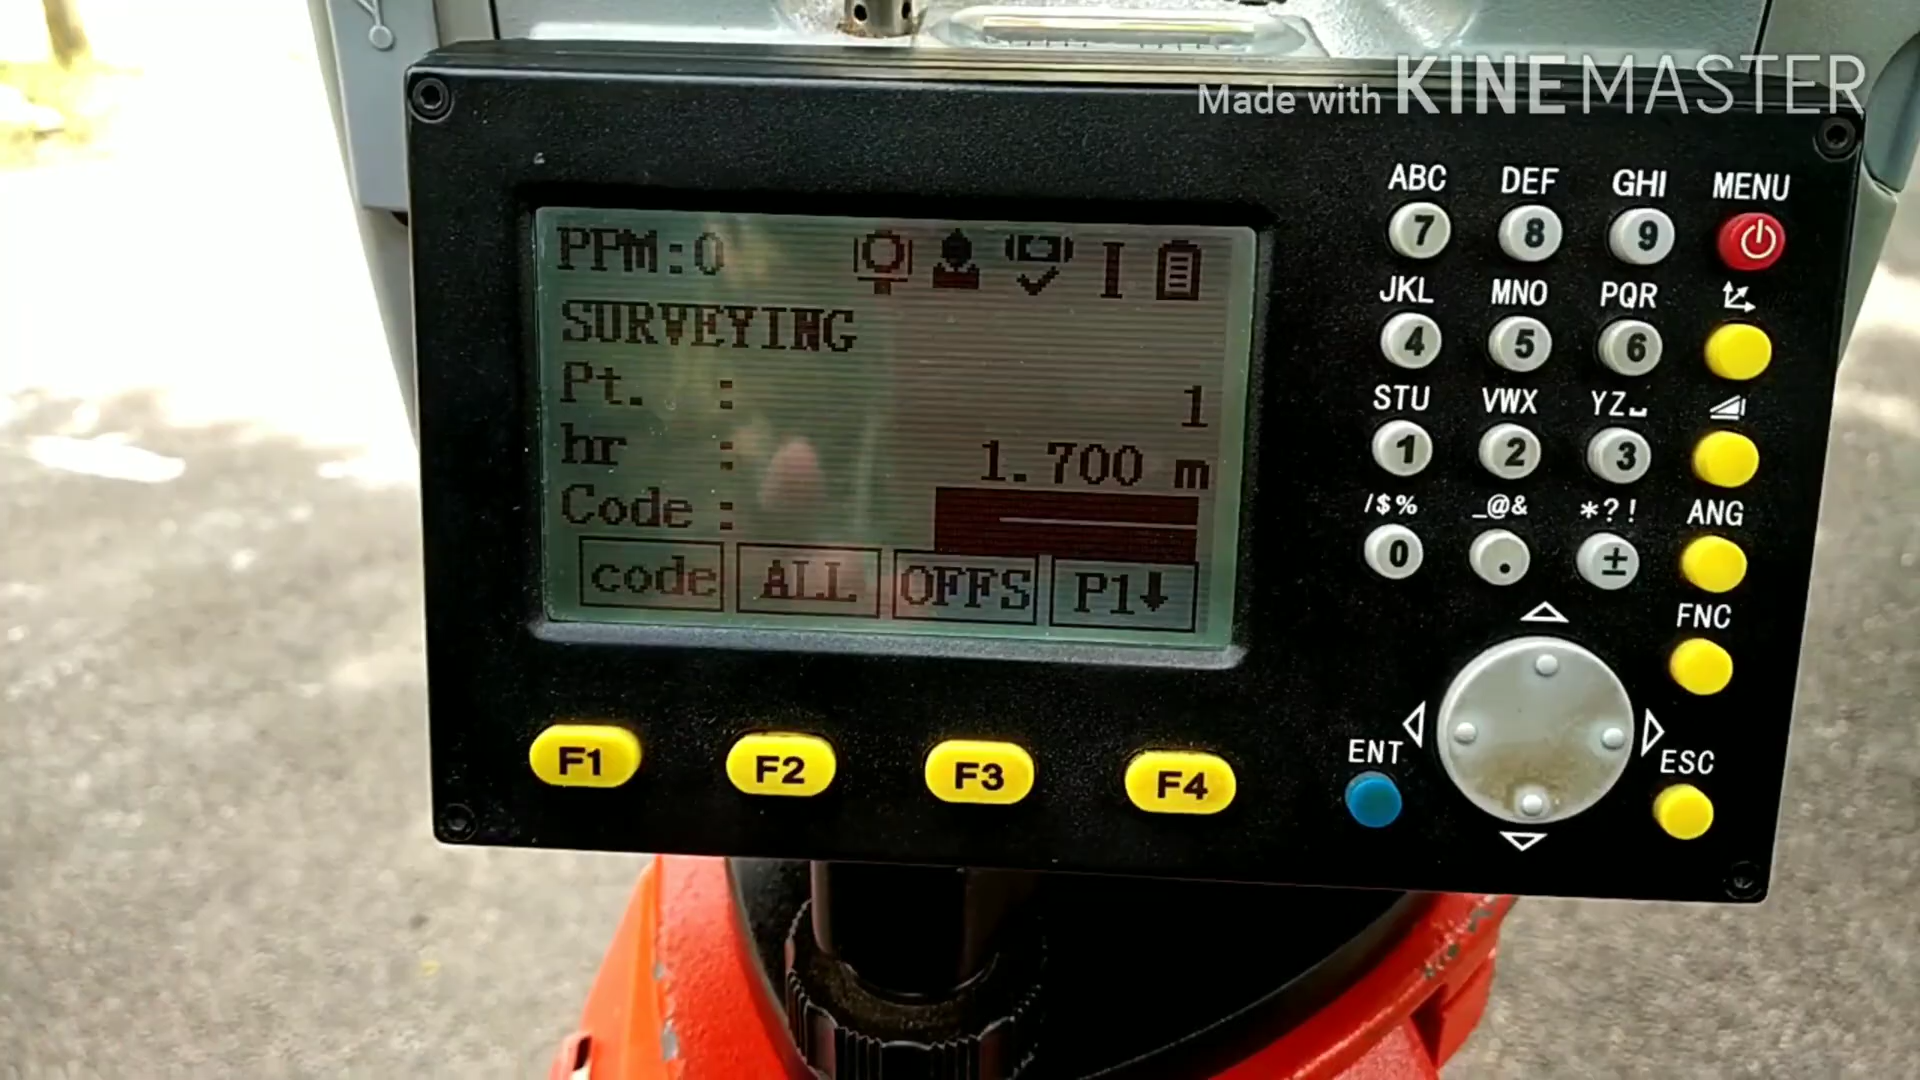 Made with KINEMASTER
PPM:0
SURVEYING
Pt. : 1
hr : 1.700 m
Code :
code ALL OFFS P1↓
F1 F2 F3 F4
ABC DEF GHI MENU
7 8 9
JKL MNO PQR
4 5 6
STU VWX YZ␣
1 2 3
/$% _@& *?! ANG
0 . ±
FNC
ENT ESC